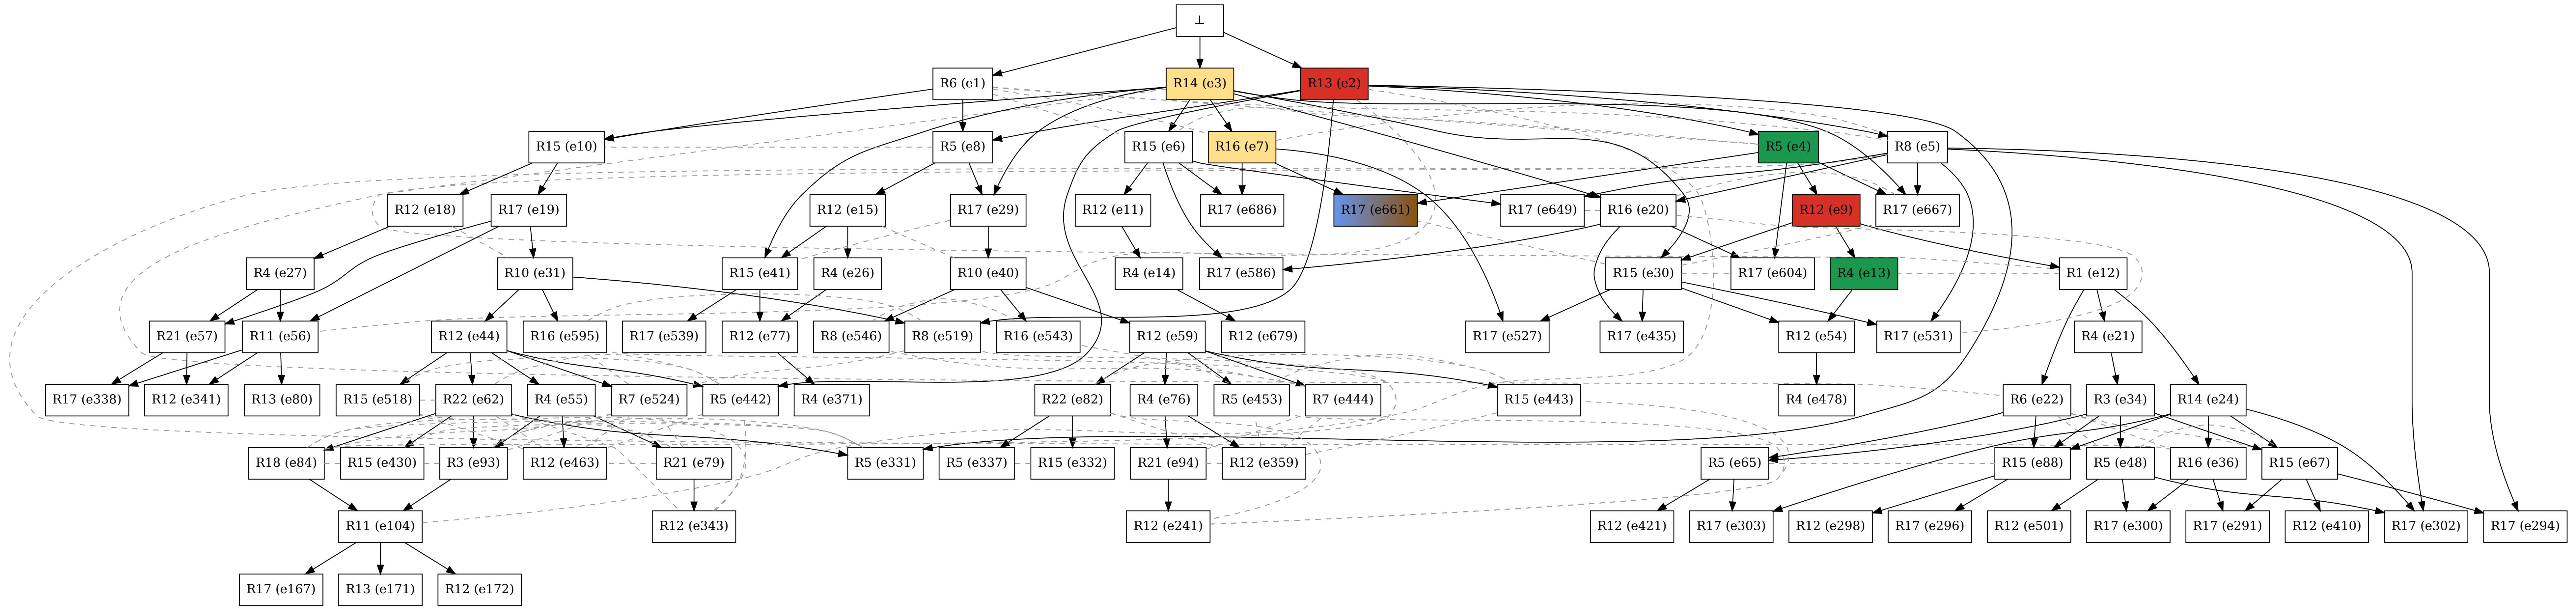 ⊥
R6 (e1) R14 (e3) R13 (e2)
R15 (e10) R5 (e8) R15 (e6) R16 (e7) R5 (e4) R8 (e5)
R12 (e18) R17 (e19) R12 (e15) R17 (e29) R12 (e11) R17 (e686) R17 (e661) R17 (e649) R16 (e20) R12 (e9) R17 (e667)
R4 (e27) R10 (e31) R15 (e41) R4 (e26) R10 (e40) R4 (e14) R17 (e586) R15 (e30) R17 (e604) R4 (e13) R1 (e12)
R21 (e57) R11 (e56) R12 (e44) R16 (e595) R17 (e539) R12 (e77) R8 (e546) R8 (e519) R16 (e543) R12 (e59) R12 (e679) R17 (e527) R17 (e435) R12 (e54) R17 (e531) R4 (e21)
R17 (e338) R12 (e341) R13 (e80) R15 (e518) R22 (e62) R4 (e55) R7 (e524) R5 (e442) R4 (e371) R22 (e82) R4 (e76) R5 (e453) R7 (e444) R15 (e443) R4 (e478) R6 (e22) R3 (e34) R14 (e24)
R18 (e84) R15 (e430) R3 (e93) R12 (e463) R21 (e79) R5 (e331) R5 (e337) R15 (e332) R21 (e94) R12 (e359) R5 (e65) R15 (e88) R5 (e48) R16 (e36) R15 (e67)
R11 (e104) R12 (e343) R12 (e241) R12 (e421) R17 (e303) R12 (e298) R17 (e296) R12 (e501) R17 (e300) R17 (e291) R12 (e410) R17 (e302) R17 (e294)
R17 (e167) R13 (e171) R12 (e172)